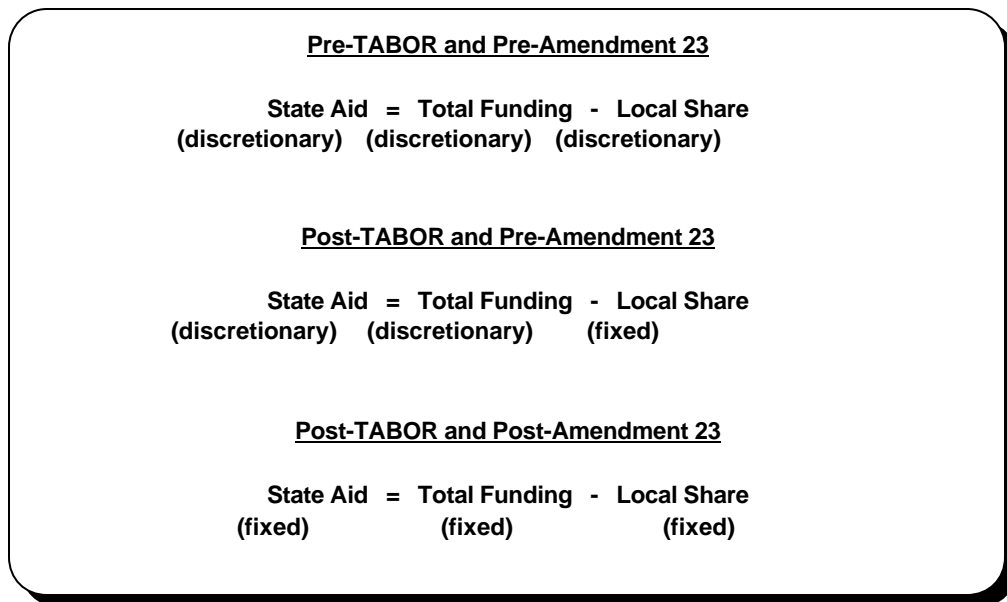 Pre-TABOR and Pre-Amendment 23
State Aid = Total Funding - Local Share
(discretionary) (discretionary) (discretionary)
Post-TABOR and Pre-Amendment 23
State Aid = Total Funding - Local Share
(discretionary) (discretionary) (fixed)
Post-TABOR and Post-Amendment 23
State Aid = Total Funding - Local Share
(fixed) (fixed) (fixed)